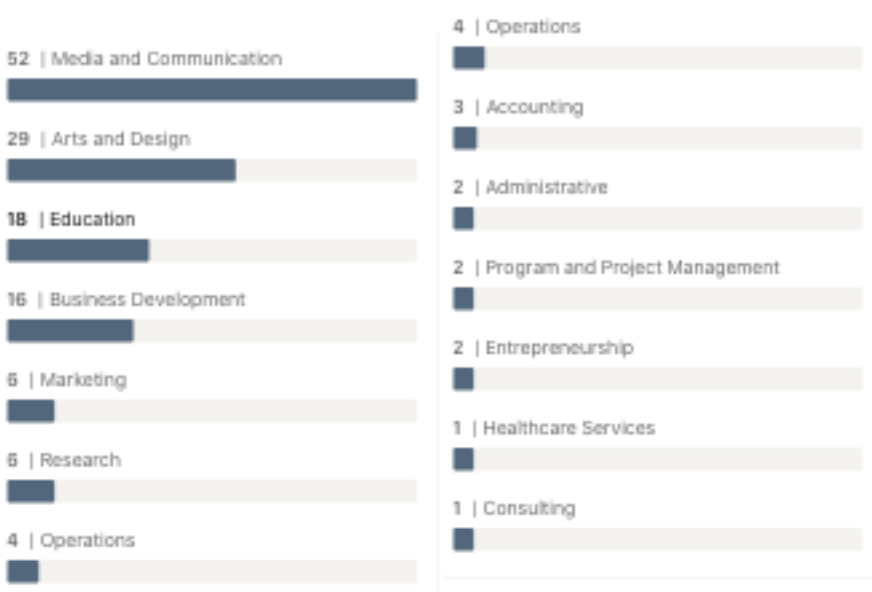 52 | Media and Communication
29 | Arts and Design
18 | Education
16 | Business Development
6 | Marketing
6 | Research
4 | Operations
4 | Operations
3 | Accounting
2 | Administrative
2 | Program and Project Management
2 | Entrepreneurship
1 | Healthcare Services
1 | Consulting